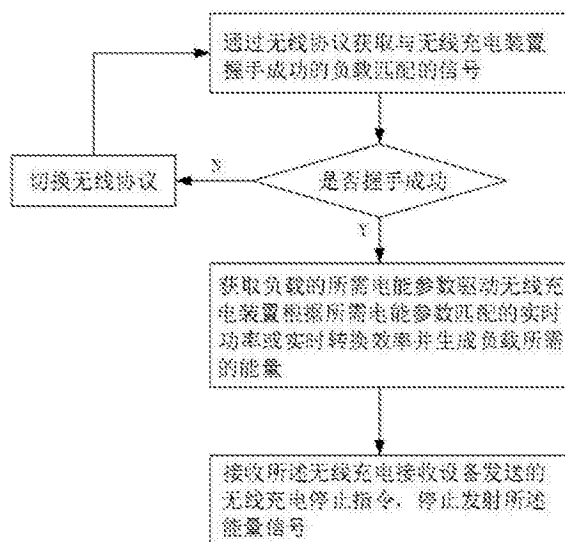 透过无线协议获取与无线充电装置
握手成功的负载匹配的信号
N
切换无线协议
是否握手成功
Y
获取负载的所需电能参数驱动无线充
电装置根据所需电能参数匹配的实时
功率或实时转换效率并生成负载所需
的能量
接收所述无线充电接收设备发送的
无线充电停止指令，停止发射所述
能量信号